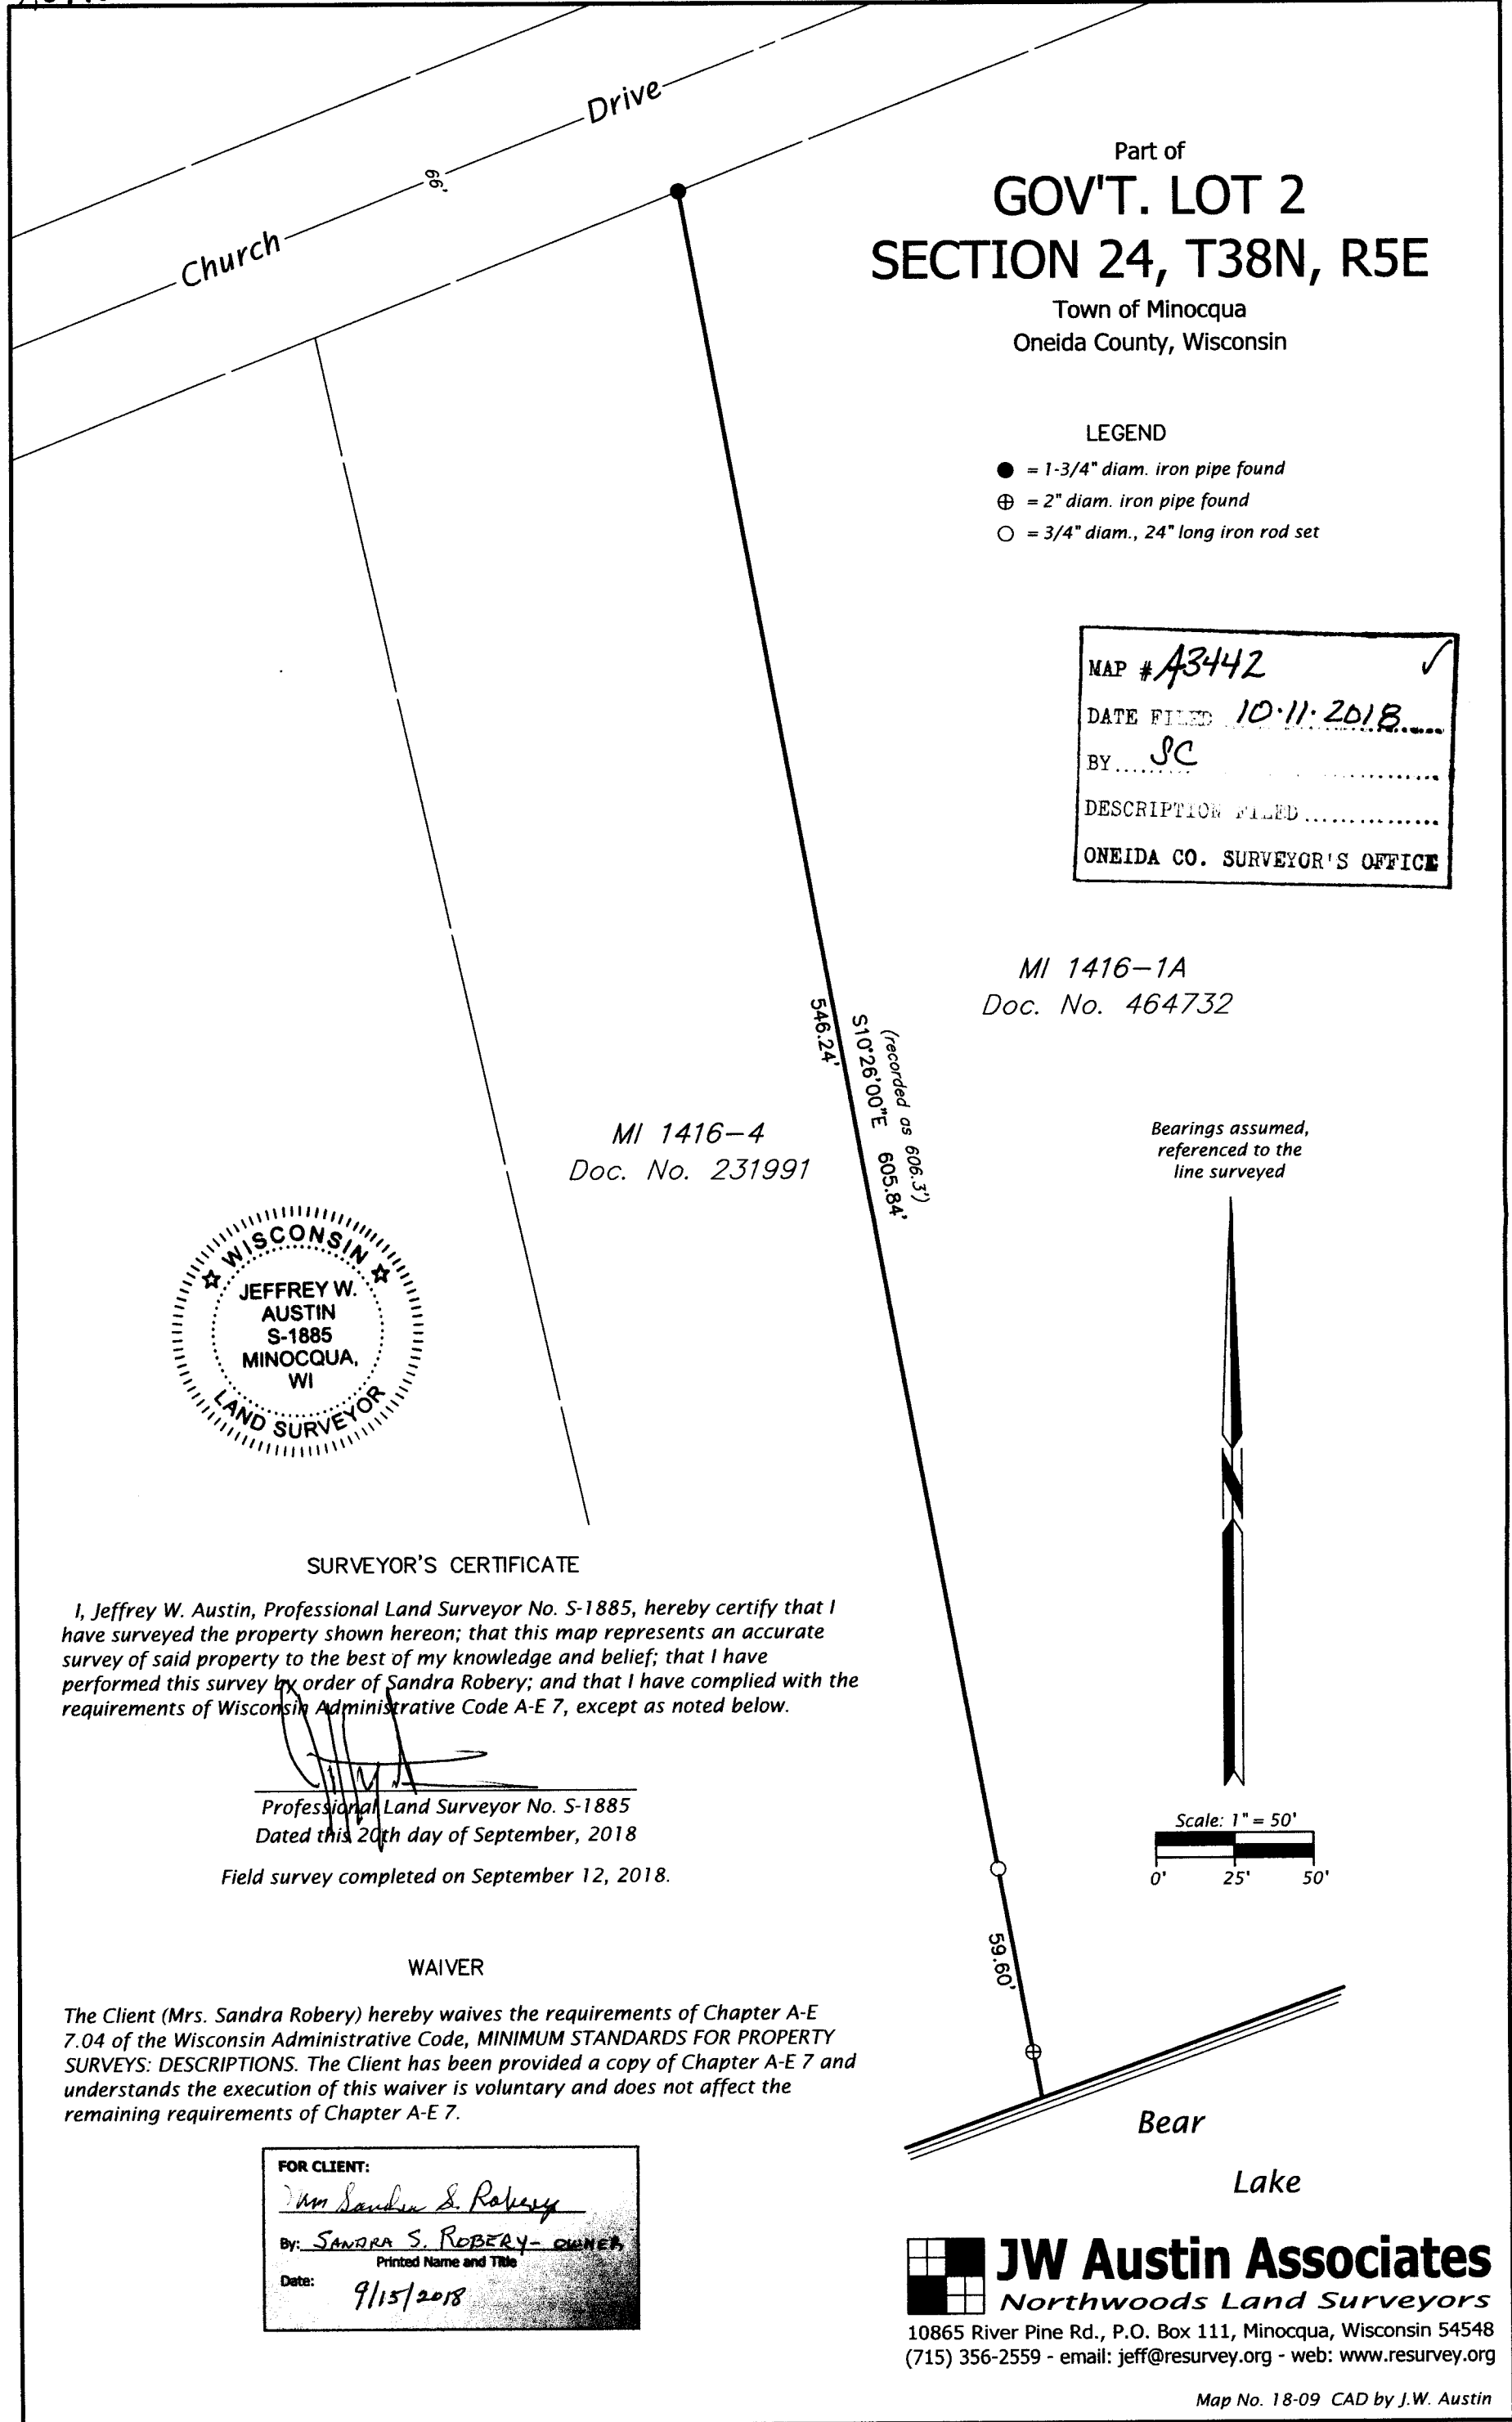 Church Drive
66'
Part of
GOV'T. LOT 2
SECTION 24, T38N, R5E
Town of Minocqua
Oneida County, Wisconsin
LEGEND
= 1-3/4" diam. iron pipe found
= 2" diam. iron pipe found
= 3/4" diam., 24" long iron rod set
MAP # A3442 ✓
DATE FILED 10·11·2018
BY SC
DESCRIPTION FILED
ONEIDA CO. SURVEYOR'S OFFICE
MI 1416-1A
Doc. No. 464732
546.24'
S10°26'00"E 605.84'
(recorded as 606.3')
MI 1416-4
Doc. No. 231991
Bearings assumed,
referenced to the
line surveyed
N
WISCONSIN
JEFFREY W.
AUSTIN
S-1885
MINOCQUA,
WI
LAND SURVEYOR
SURVEYOR'S CERTIFICATE
I, Jeffrey W. Austin, Professional Land Surveyor No. S-1885, hereby certify that I
have surveyed the property shown hereon; that this map represents an accurate
survey of said property to the best of my knowledge and belief; that I have
performed this survey by order of Sandra Robery; and that I have complied with the
requirements of Wisconsin Administrative Code A-E 7, except as noted below.
Professional Land Surveyor No. S-1885
Dated this 20th day of September, 2018
Field survey completed on September 12, 2018.
Scale: 1" = 50'
0' 25' 50'
59.60'
WAIVER
The Client (Mrs. Sandra Robery) hereby waives the requirements of Chapter A-E
7.04 of the Wisconsin Administrative Code, MINIMUM STANDARDS FOR PROPERTY
SURVEYS: DESCRIPTIONS. The Client has been provided a copy of Chapter A-E 7 and
understands the execution of this waiver is voluntary and does not affect the
remaining requirements of Chapter A-E 7.
FOR CLIENT:
Sandra S. Robery
By: SANDRA S. ROBERY - OWNER
Printed Name and Title
Date: 9/15/2018
Bear
Lake
JW Austin Associates
Northwoods Land Surveyors
10865 River Pine Rd., P.O. Box 111, Minocqua, Wisconsin 54548
(715) 356-2559 - email: jeff@resurvey.org - web: www.resurvey.org
Map No. 18-09 CAD by J.W. Austin